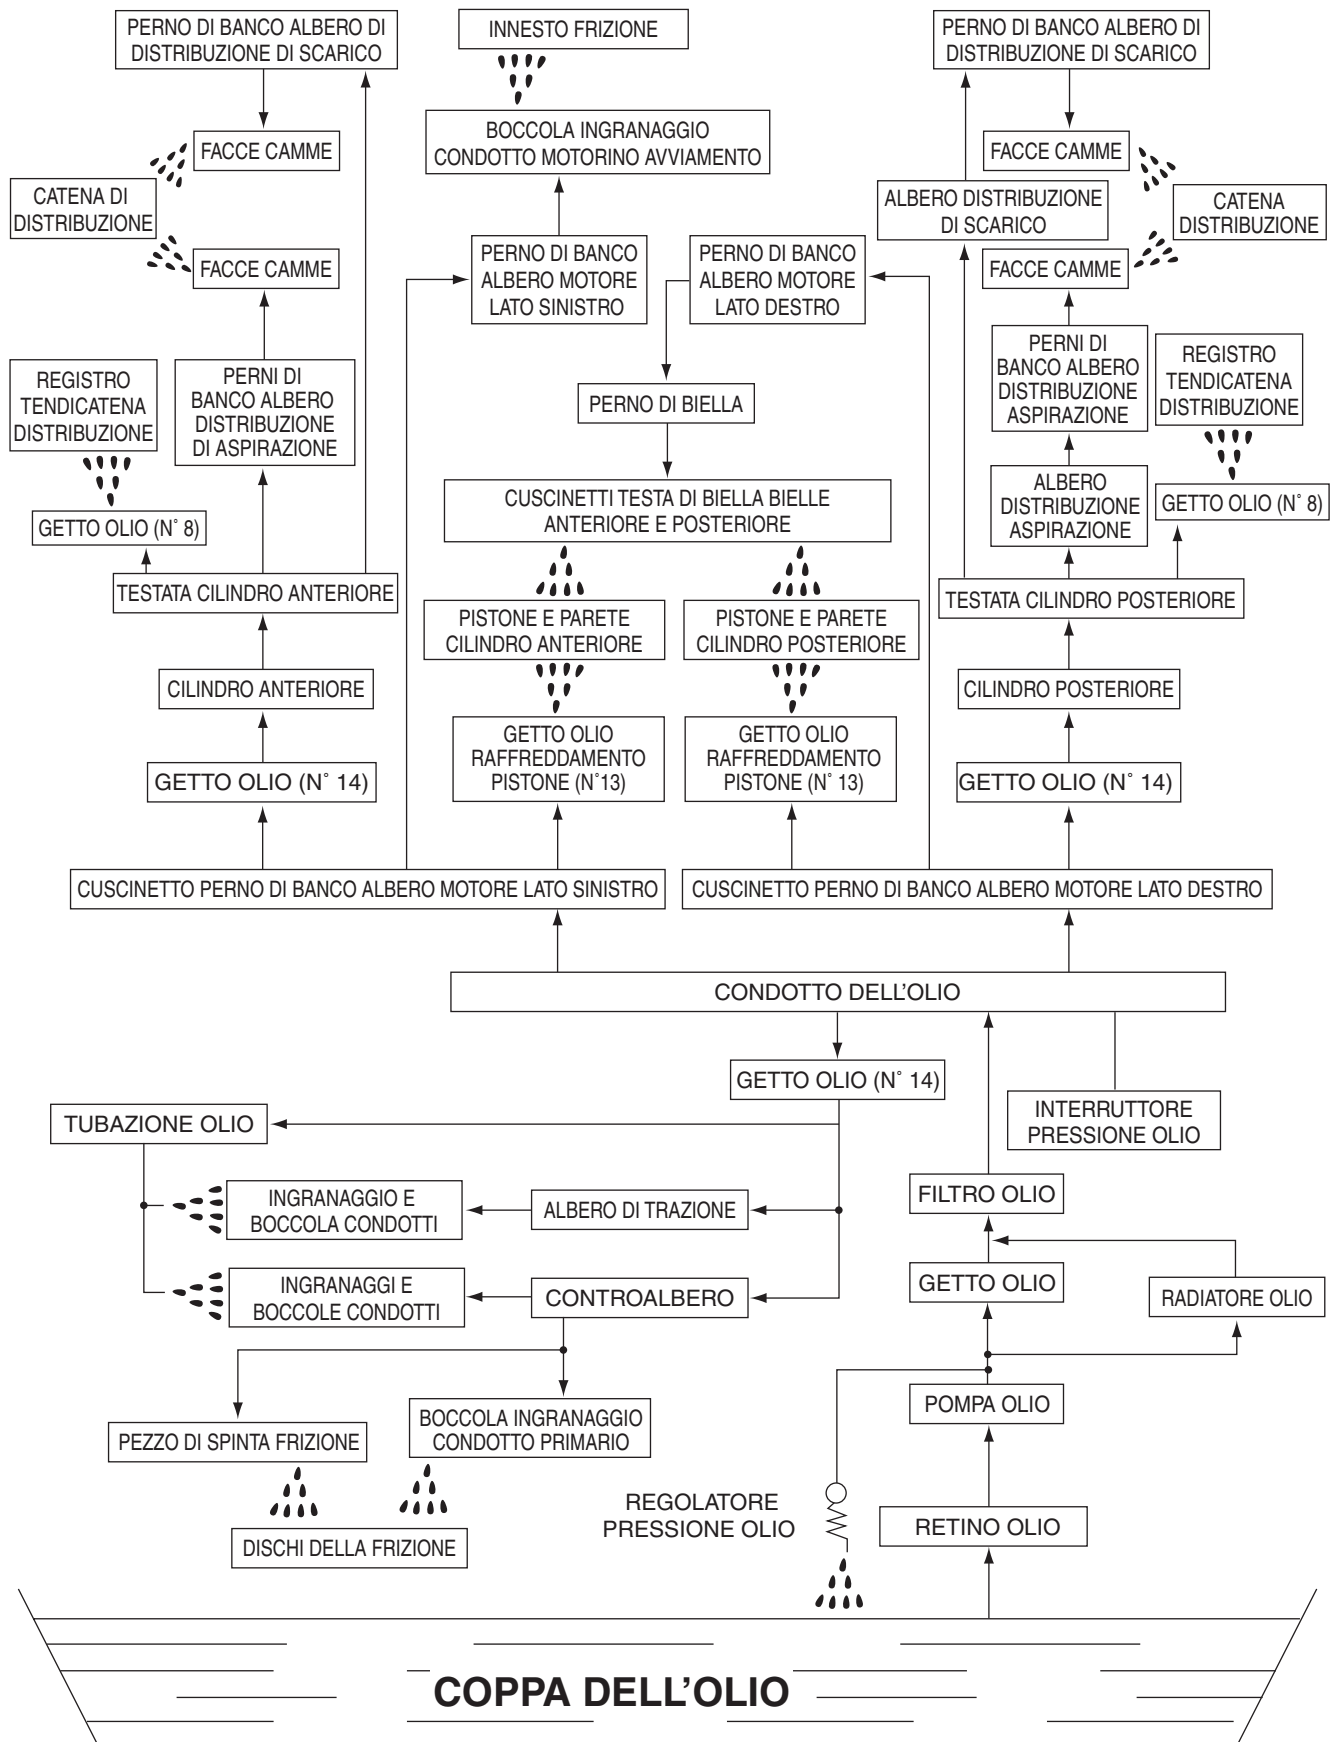 PERNO DI BANCO ALBERO DI
DISTRIBUZIONE DI SCARICO
INNESTO FRIZIONE
PERNO DI BANCO ALBERO DI
DISTRIBUZIONE DI SCARICO
FACCE CAMME
BOCCOLA INGRANAGGIO
CONDOTTO MOTORINO AVVIAMENTO
FACCE CAMME
CATENA DI
DISTRIBUZIONE
ALBERO DISTRIBUZIONE
DI SCARICO
CATENA
DISTRIBUZIONE
FACCE CAMME
PERNO DI BANCO
ALBERO MOTORE
LATO SINISTRO
PERNO DI BANCO
ALBERO MOTORE
LATO DESTRO
FACCE CAMME
REGISTRO
TENDICATENA
DISTRIBUZIONE
PERNI DI
BANCO ALBERO
DISTRIBUZIONE
DI ASPIRAZIONE
PERNO DI BIELLA
PERNI DI
BANCO ALBERO
DISTRIBUZIONE
ASPIRAZIONE
REGISTRO
TENDICATENA
DISTRIBUZIONE
GETTO OLIO (N° 8)
CUSCINETTI TESTA DI BIELLA BIELLE
ANTERIORE E POSTERIORE
ALBERO
DISTRIBUZIONE
ASPIRAZIONE
GETTO OLIO (N° 8)
TESTATA CILINDRO ANTERIORE
PISTONE E PARETE
CILINDRO ANTERIORE
PISTONE E PARETE
CILINDRO POSTERIORE
TESTATA CILINDRO POSTERIORE
CILINDRO ANTERIORE
CILINDRO POSTERIORE
GETTO OLIO (N° 14)
GETTO OLIO
RAFFREDDAMENTO
PISTONE (N°13)
GETTO OLIO
RAFFREDDAMENTO
PISTONE (N° 13)
GETTO OLIO (N° 14)
CUSCINETTO PERNO DI BANCO ALBERO MOTORE LATO SINISTRO
CUSCINETTO PERNO DI BANCO ALBERO MOTORE LATO DESTRO
CONDOTTO DELL'OLIO
GETTO OLIO (N° 14)
TUBAZIONE OLIO
INTERRUTTORE
PRESSIONE OLIO
INGRANAGGIO E
BOCCOLA CONDOTTI
ALBERO DI TRAZIONE
FILTRO OLIO
INGRANAGGI E
BOCCOLE CONDOTTI
CONTROALBERO
GETTO OLIO
RADIATORE OLIO
PEZZO DI SPINTA FRIZIONE
BOCCOLA INGRANAGGIO
CONDOTTO PRIMARIO
POMPA OLIO
DISCHI DELLA FRIZIONE
REGOLATORE
PRESSIONE OLIO
RETINO OLIO
COPPA DELL'OLIO